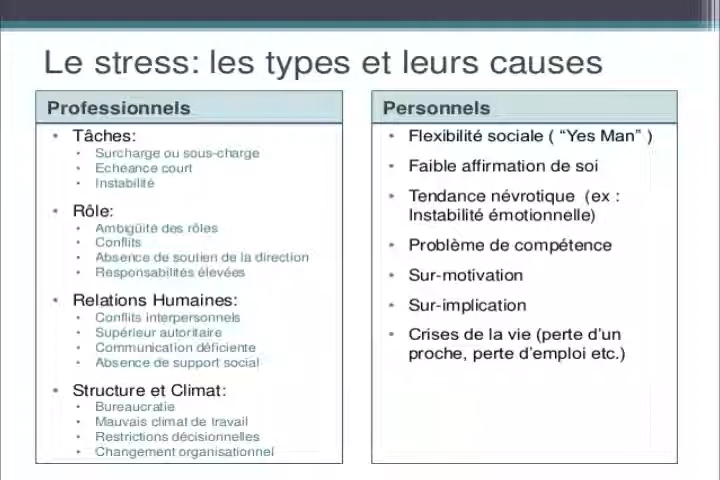 Le stress: les types et leurs causes
Professionnels
• Tâches:
• Surcharge ou sous-charge
• Echéance court
• Instabilité
• Rôle:
• Ambigüité des rôles
• Conflits
• Absence de soutien de la direction
• Responsabilités élevées
• Relations Humaines:
• Conflits interpersonnels
• Supérieur autoritaire
• Communication déficiente
• Absence de support social
• Structure et Climat:
• Bureaucratie
• Mauvais climat de travail
• Restrictions décisionnelles
• Changement organisationnel
Personnels
• Flexibilité sociale ( “Yes Man” )
• Faible affirmation de soi
• Tendance névrotique (ex :
Instabilité émotionnelle)
• Problème de compétence
• Sur-motivation
• Sur-implication
• Crises de la vie (perte d’un
proche, perte d’emploi etc.)